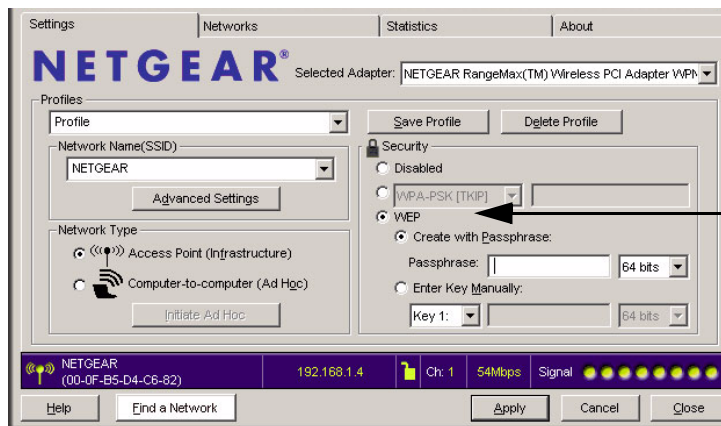 Settings Networks Statistics About
NETGEAR® Selected Adapter: NETGEAR RangeMax(TM) Wireless PCI Adapter WPN
Profiles
Profile Save Profile Delete Profile
Network Name(SSID) Security
NETGEAR Disabled
Advanced Settings WPA-PSK [TKIP]
WEP
Network Type
Access Point (Infrastructure) Create with Passphrase:
Passphrase: 64 bits
Computer-to-computer (Ad Hoc) Enter Key Manually:
Initiate Ad Hoc Key 1: 64 bits
NETGEAR
(00-0F-B5-D4-C6-82) 192.168.1.4 Ch: 1 54Mbps Signal
Help Find a Network Apply Cancel Close